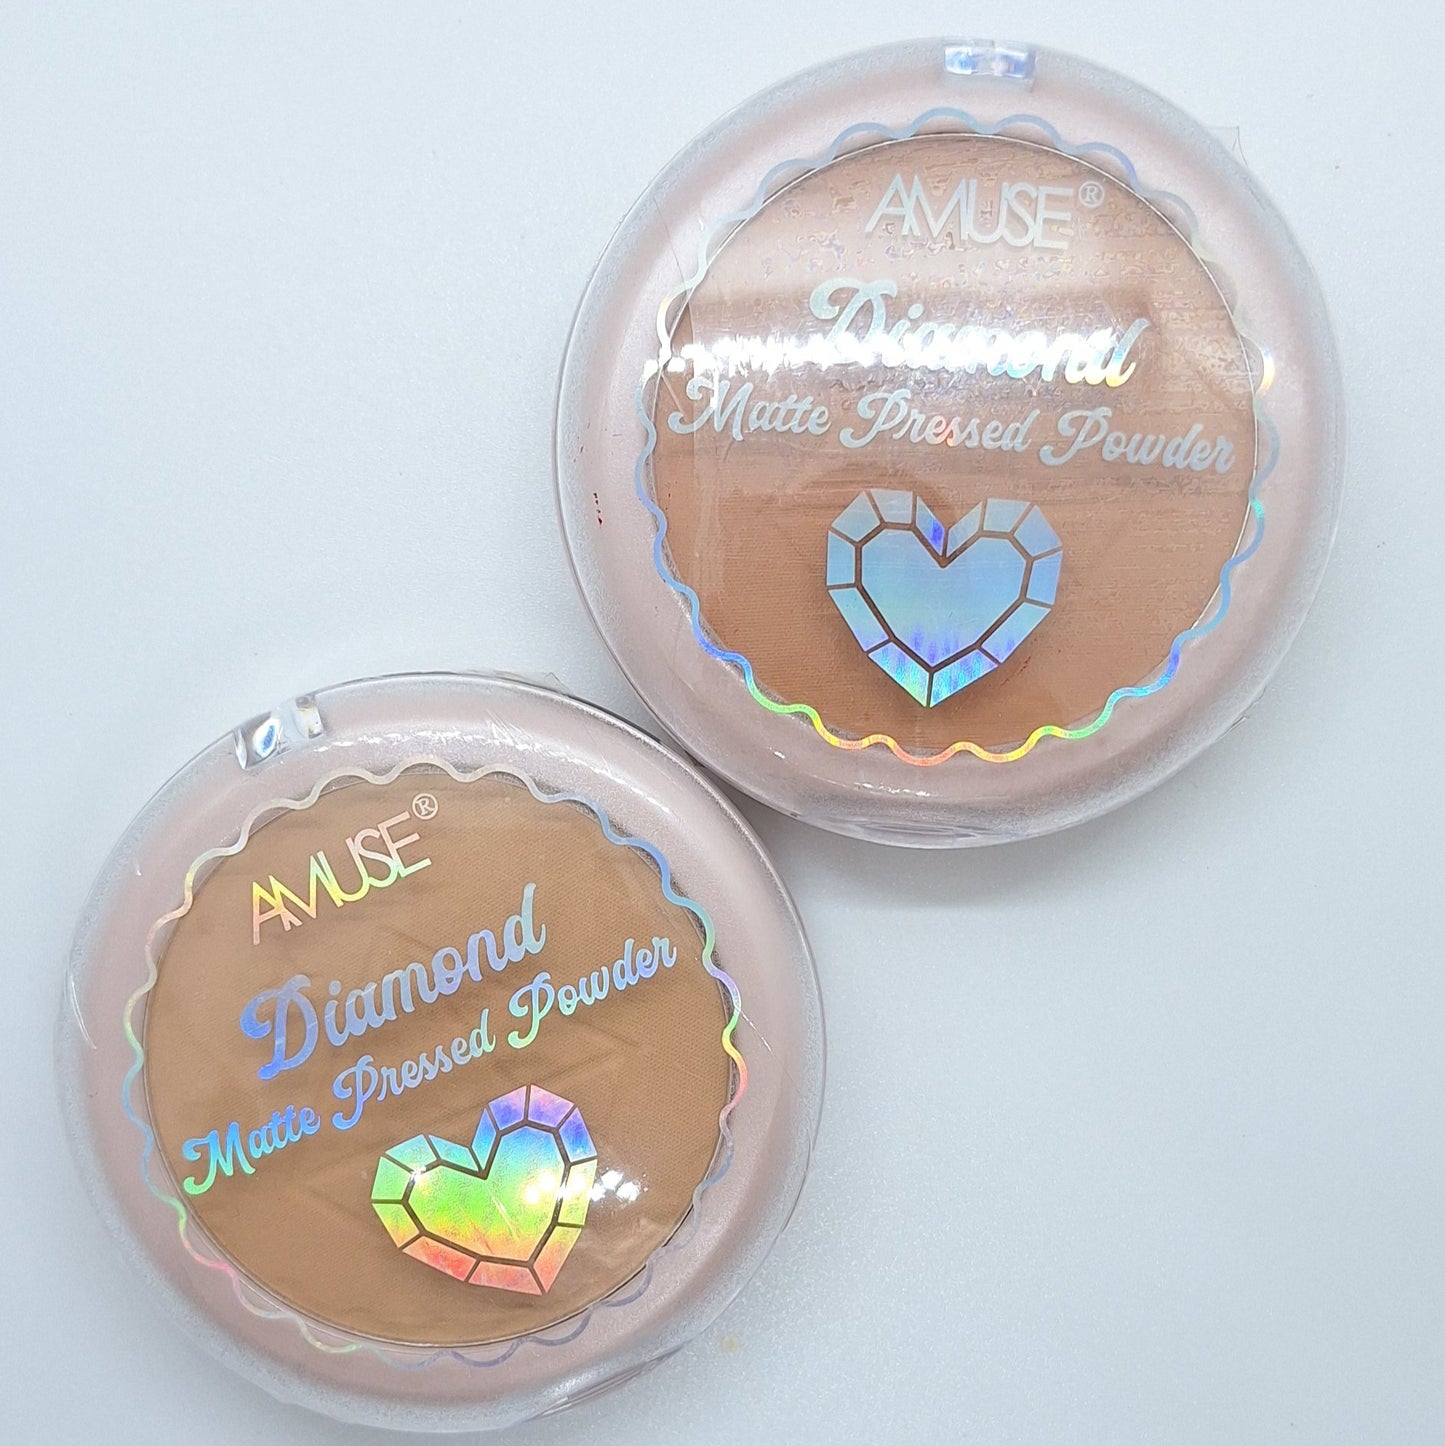 AMUSE®
Diamond
Matte Pressed Powder
AMUSE®
Diamond
Matte Pressed Powder